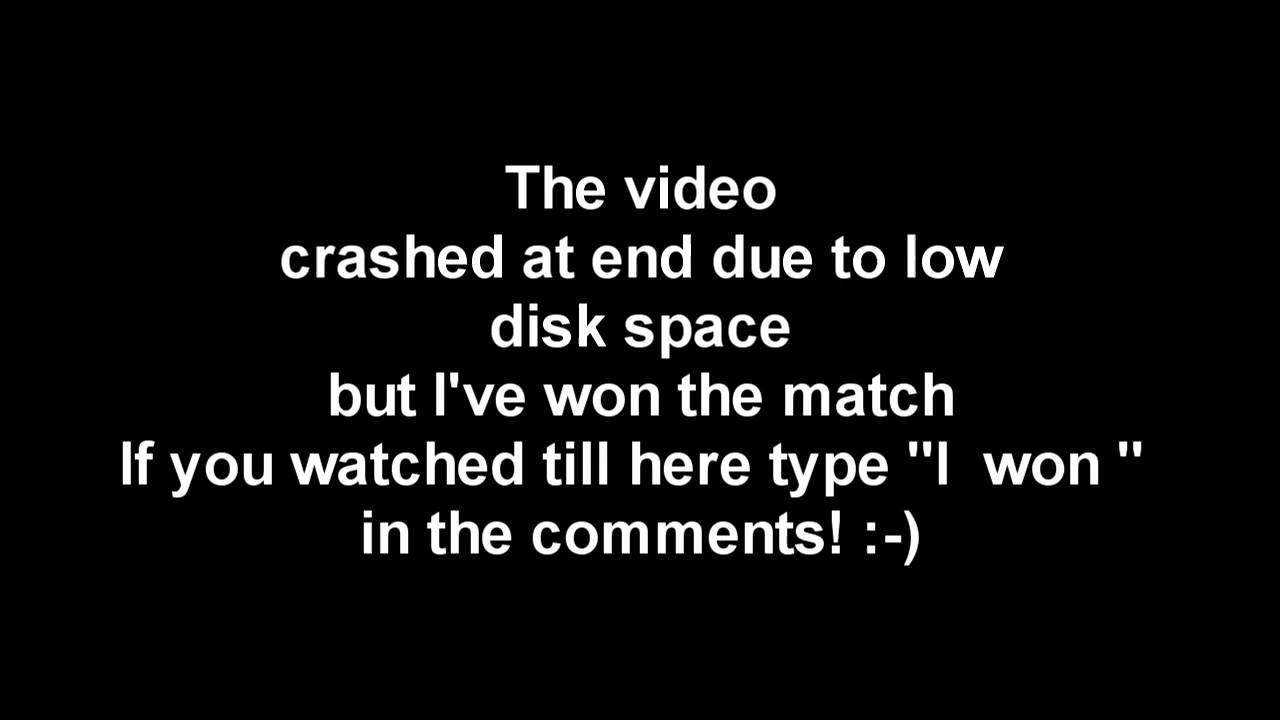 The video
crashed at end due to low
disk space
but I've won the match
If you watched till here type "I  won "
in the comments! :-)